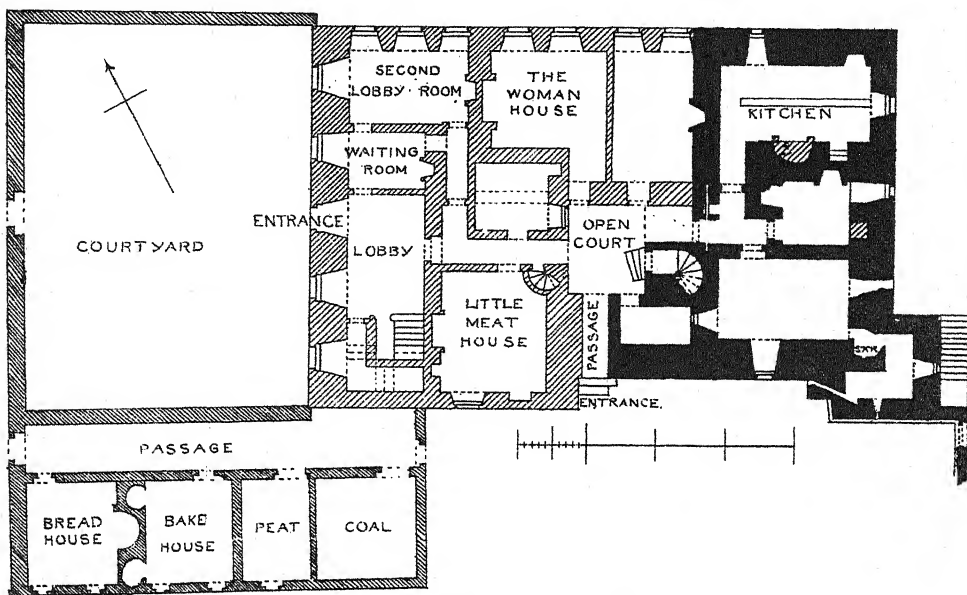 SECOND
LOBBY ROOM
THE
WOMAN
HOUSE
KITCHEN
WAITING
ROOM
ENTRANCE
COURTYARD
LOBBY
OPEN
COURT
LITTLE
MEAT
HOUSE
PASSAGE
ENTRANCE.
PASSAGE
BREAD
HOUSE
BAKE
HOUSE
PEAT
COAL